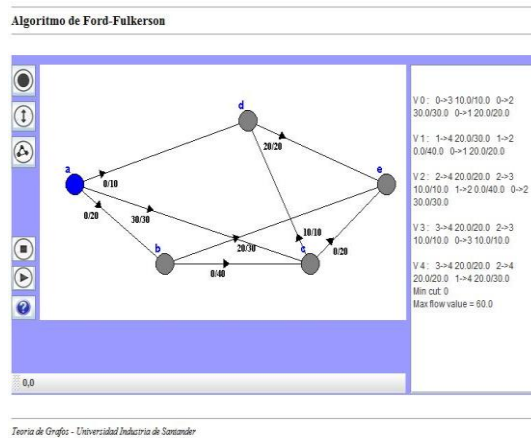 Algoritmo de Ford-Fulkerson
d
20/20
a
0/10
e
0/20
30/30
10/10
b
20/30
c
0/20
0/40
V 0 : 0->3 10.0/10.0 0->2
30.0/30.0 0->1 20.0/20.0
V 1 : 1->4 20.0/30.0 1->2
0.0/40.0 0->1 20.0/20.0
V 2 : 2->4 20.0/20.0 2->3
10.0/10.0 1->2 0.0/40.0 0->2
30.0/30.0
V 3 : 3->4 20.0/20.0 2->3
10.0/10.0 0->3 10.0/10.0
V 4 : 3->4 20.0/20.0 2->4
20.0/20.0 1->4 20.0/30.0
Min cut: 0
Max flow value = 60.0
0,0
Teoria de Grafos - Universidad Industria de Santander